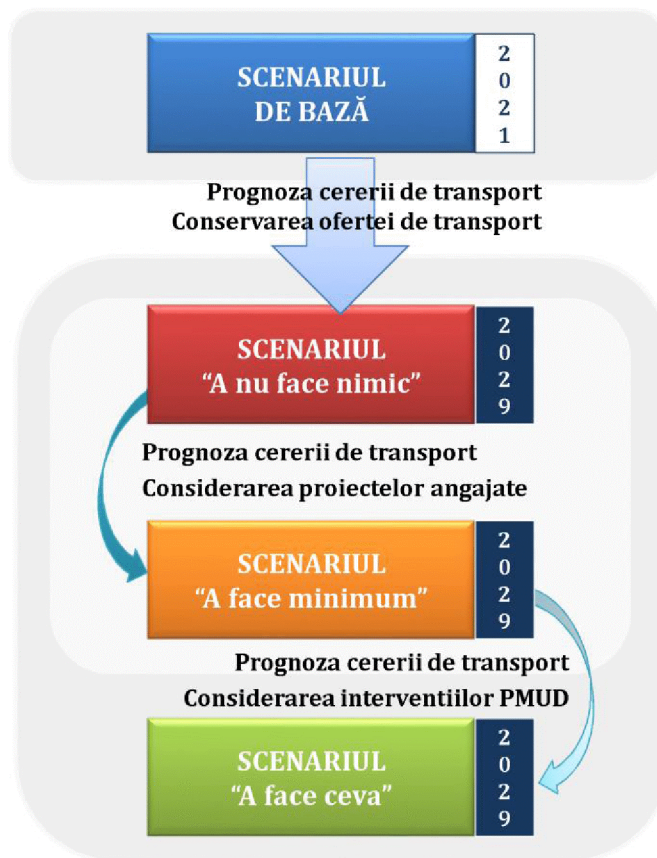 SCENARIUL
DE BAZĂ
2
0
2
1
Prognoza cererii de transport
Conservarea ofertei de transport
SCENARIUL
“A nu face nimic”
2
0
2
9
Prognoza cererii de transport
Considerarea proiectelor angajate
SCENARIUL
“A face minimum”
2
0
2
9
Prognoza cererii de transport
Considerarea interventiilor PMUD
SCENARIUL
“A face ceva”
2
0
2
9